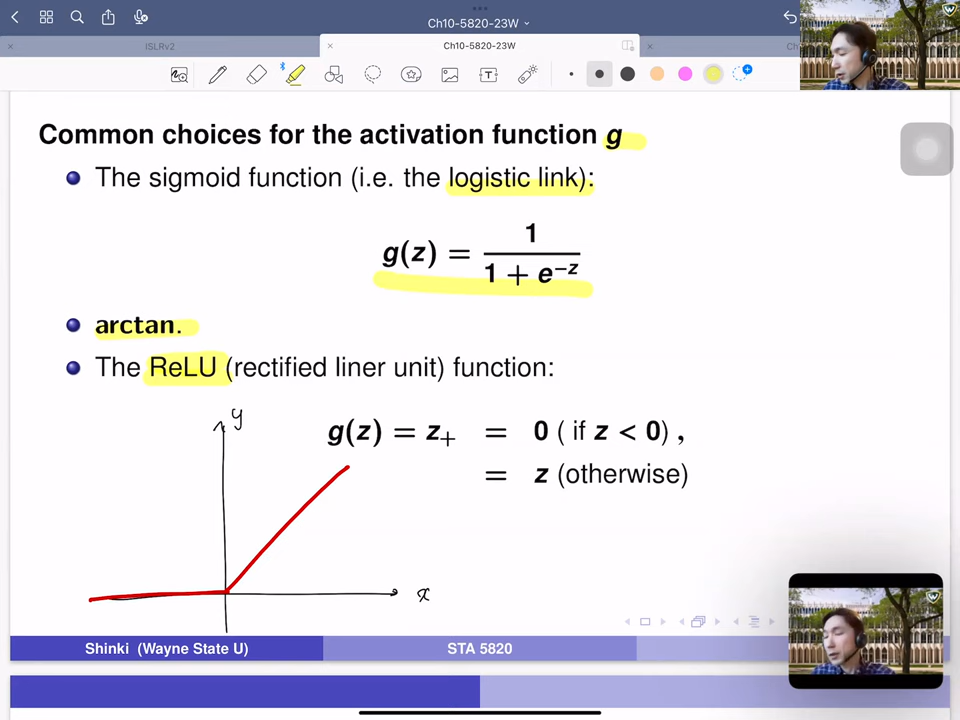 Ch10-5820-23W
ISLRv2
Ch10-5820-23W
Common choices for the activation function g
The sigmoid function (i.e. the logistic link):
g(z) = 1 / (1 + e^{-z})
arctan.
The ReLU (rectified liner unit) function:
y
g(z) = z₊ = 0 ( if z < 0) ,
= z (otherwise)
x
Shinki (Wayne State U) STA 5820